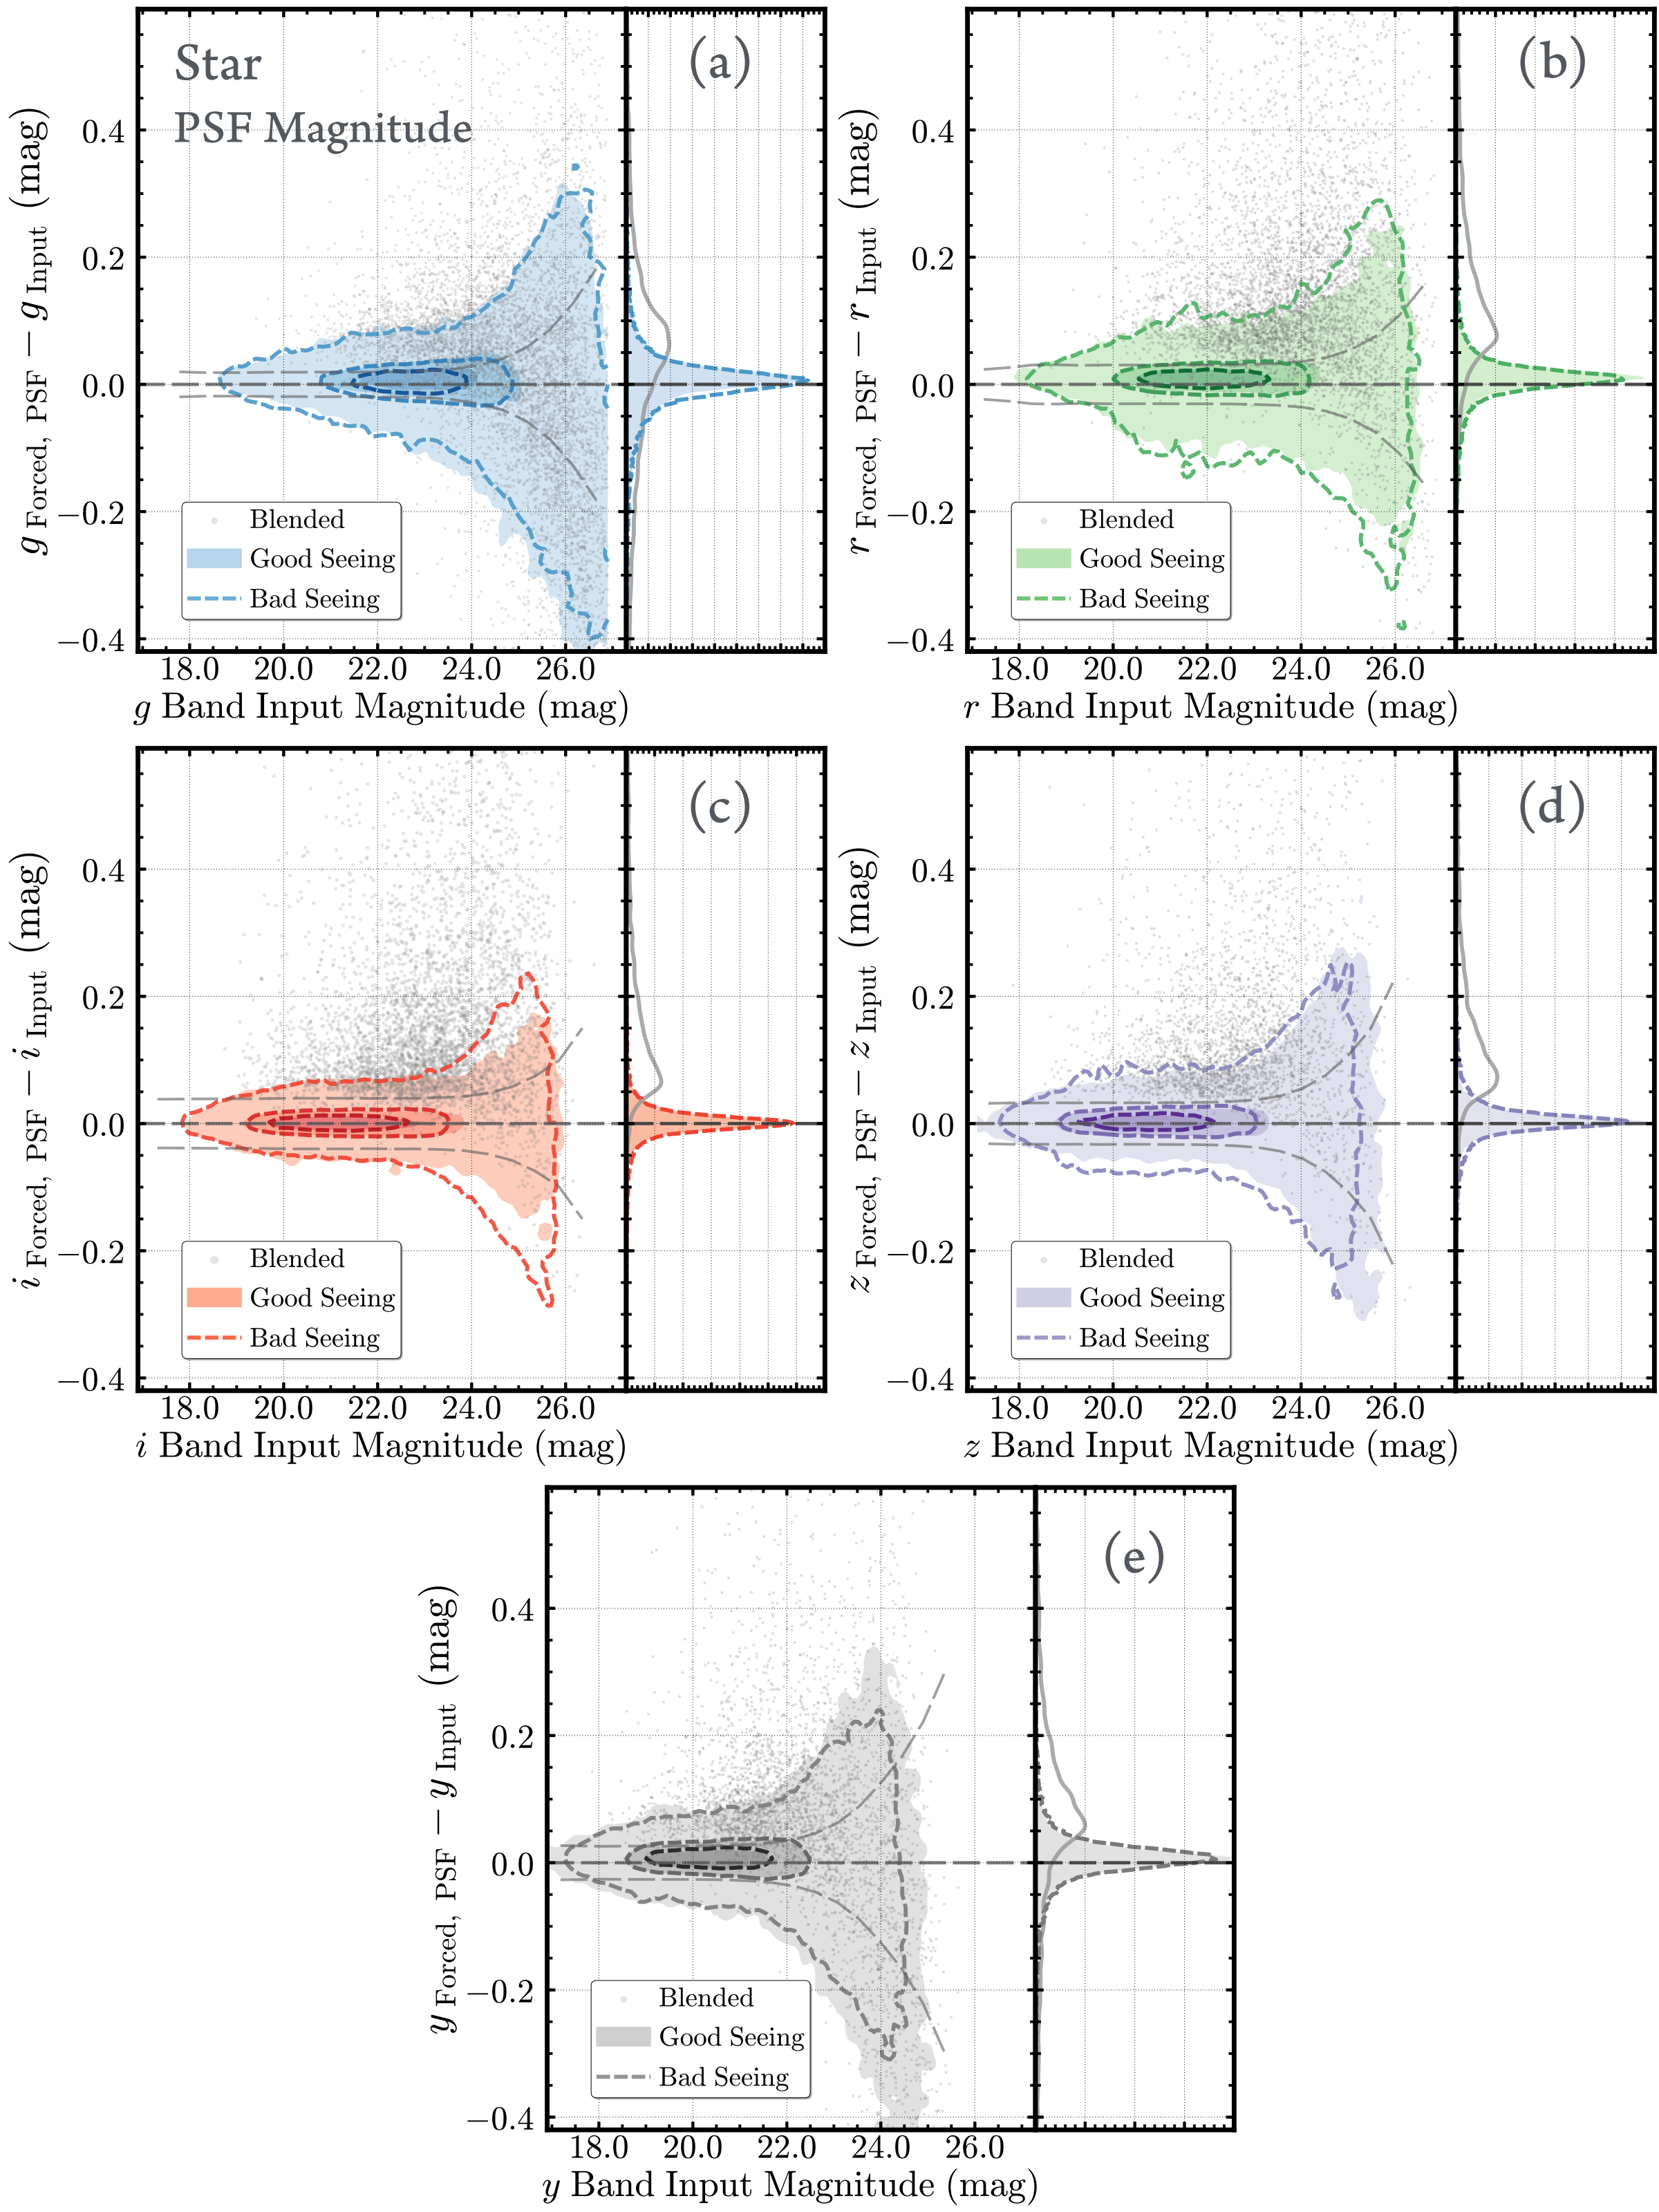 Star
PSF Magnitude
(a)
g Forced, PSF − g Input (mag)
0.4
0.2
0.0
−0.2
−0.4
Blended
Good Seeing
Bad Seeing
18.0 20.0 22.0 24.0 26.0
g Band Input Magnitude (mag)
(b)
r Forced, PSF − r Input (mag)
0.4
0.2
0.0
−0.2
−0.4
Blended
Good Seeing
Bad Seeing
18.0 20.0 22.0 24.0 26.0
r Band Input Magnitude (mag)
(c)
i Forced, PSF − i Input (mag)
0.4
0.2
0.0
−0.2
−0.4
Blended
Good Seeing
Bad Seeing
18.0 20.0 22.0 24.0 26.0
i Band Input Magnitude (mag)
(d)
z Forced, PSF − z Input (mag)
0.4
0.2
0.0
−0.2
−0.4
Blended
Good Seeing
Bad Seeing
18.0 20.0 22.0 24.0 26.0
z Band Input Magnitude (mag)
(e)
y Forced, PSF − y Input (mag)
0.4
0.2
0.0
−0.2
−0.4
Blended
Good Seeing
Bad Seeing
18.0 20.0 22.0 24.0 26.0
y Band Input Magnitude (mag)